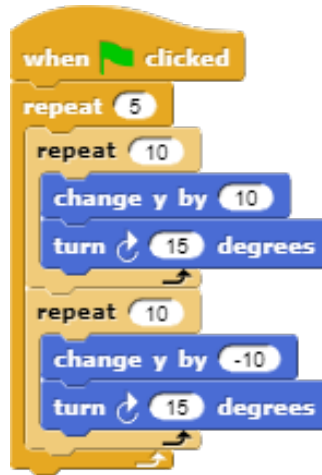 when clicked
repeat 5
repeat 10
change y by 10
turn 15 degrees
repeat 10
change y by -10
turn 15 degrees